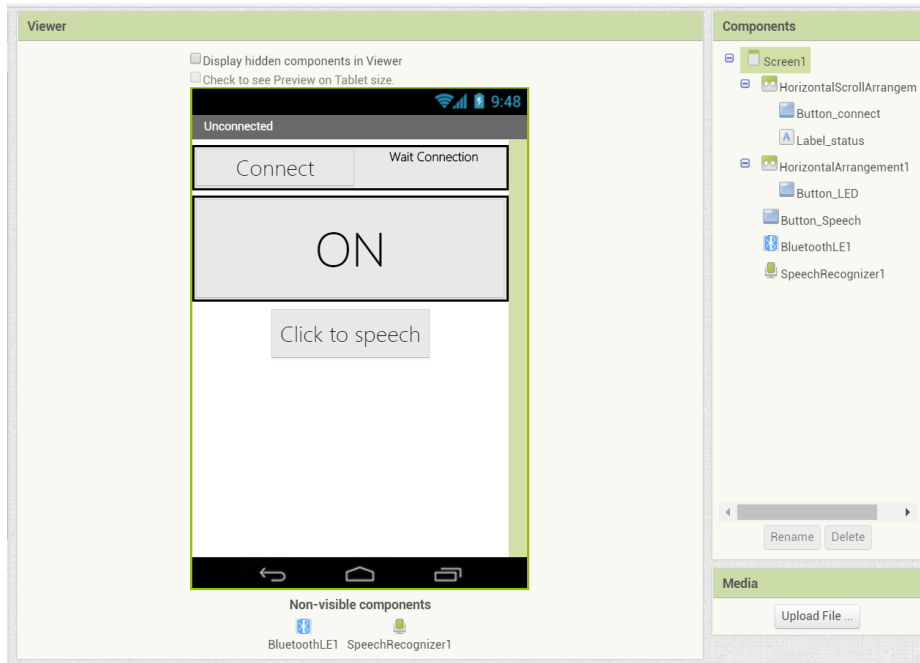 Viewer
Display hidden components in Viewer
Check to see Preview on Tablet size.
9:48
Unconnected
Connect
Wait Connection
ON
Click to speech
Non-visible components
BluetoothLE1 SpeechRecognizer1
Components
Screen1
HorizontalScrollArrangem
Button_connect
A Label_status
HorizontalArrangement1
Button_LED
Button_Speech
BluetoothLE1
SpeechRecognizer1
Rename Delete
Media
Upload File ...